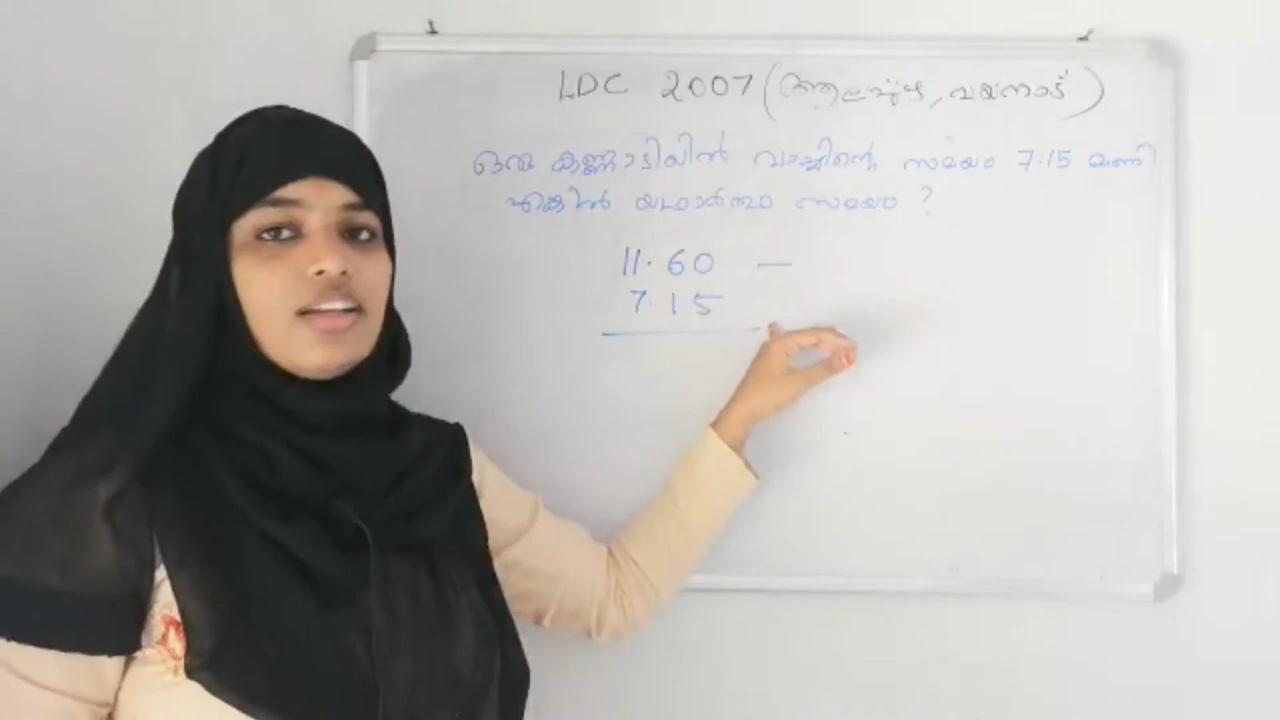 LDC 2007 (ആലപ്പുഴ, വയനാട്)
ഒരു കണ്ണാടിയിൽ വാച്ചിന്റെ സമയം 7.15 മണി
എങ്കിൽ യഥാർത്ഥ സമയം ?
11.60 —
7.15